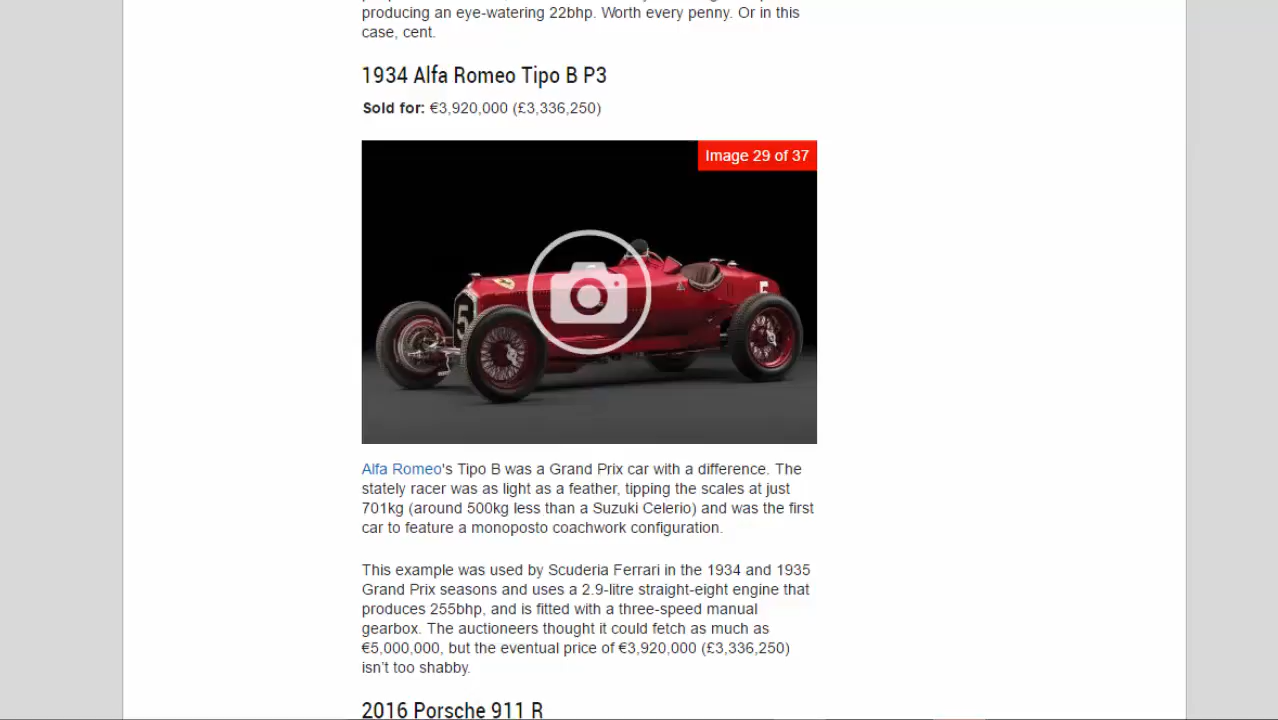 producing an eye-watering 22bhp. Worth every penny. Or in this
case, cent.
1934 Alfa Romeo Tipo B P3
Sold for: €3,920,000 (£3,336,250)
Image 29 of 37
5
5
Alfa Romeo's Tipo B was a Grand Prix car with a difference. The
stately racer was as light as a feather, tipping the scales at just
701kg (around 500kg less than a Suzuki Celerio) and was the first
car to feature a monoposto coachwork configuration.
This example was used by Scuderia Ferrari in the 1934 and 1935
Grand Prix seasons and uses a 2.9-litre straight-eight engine that
produces 255bhp, and is fitted with a three-speed manual
gearbox. The auctioneers thought it could fetch as much as
€5,000,000, but the eventual price of €3,920,000 (£3,336,250)
isn't too shabby.
2016 Porsche 911 R